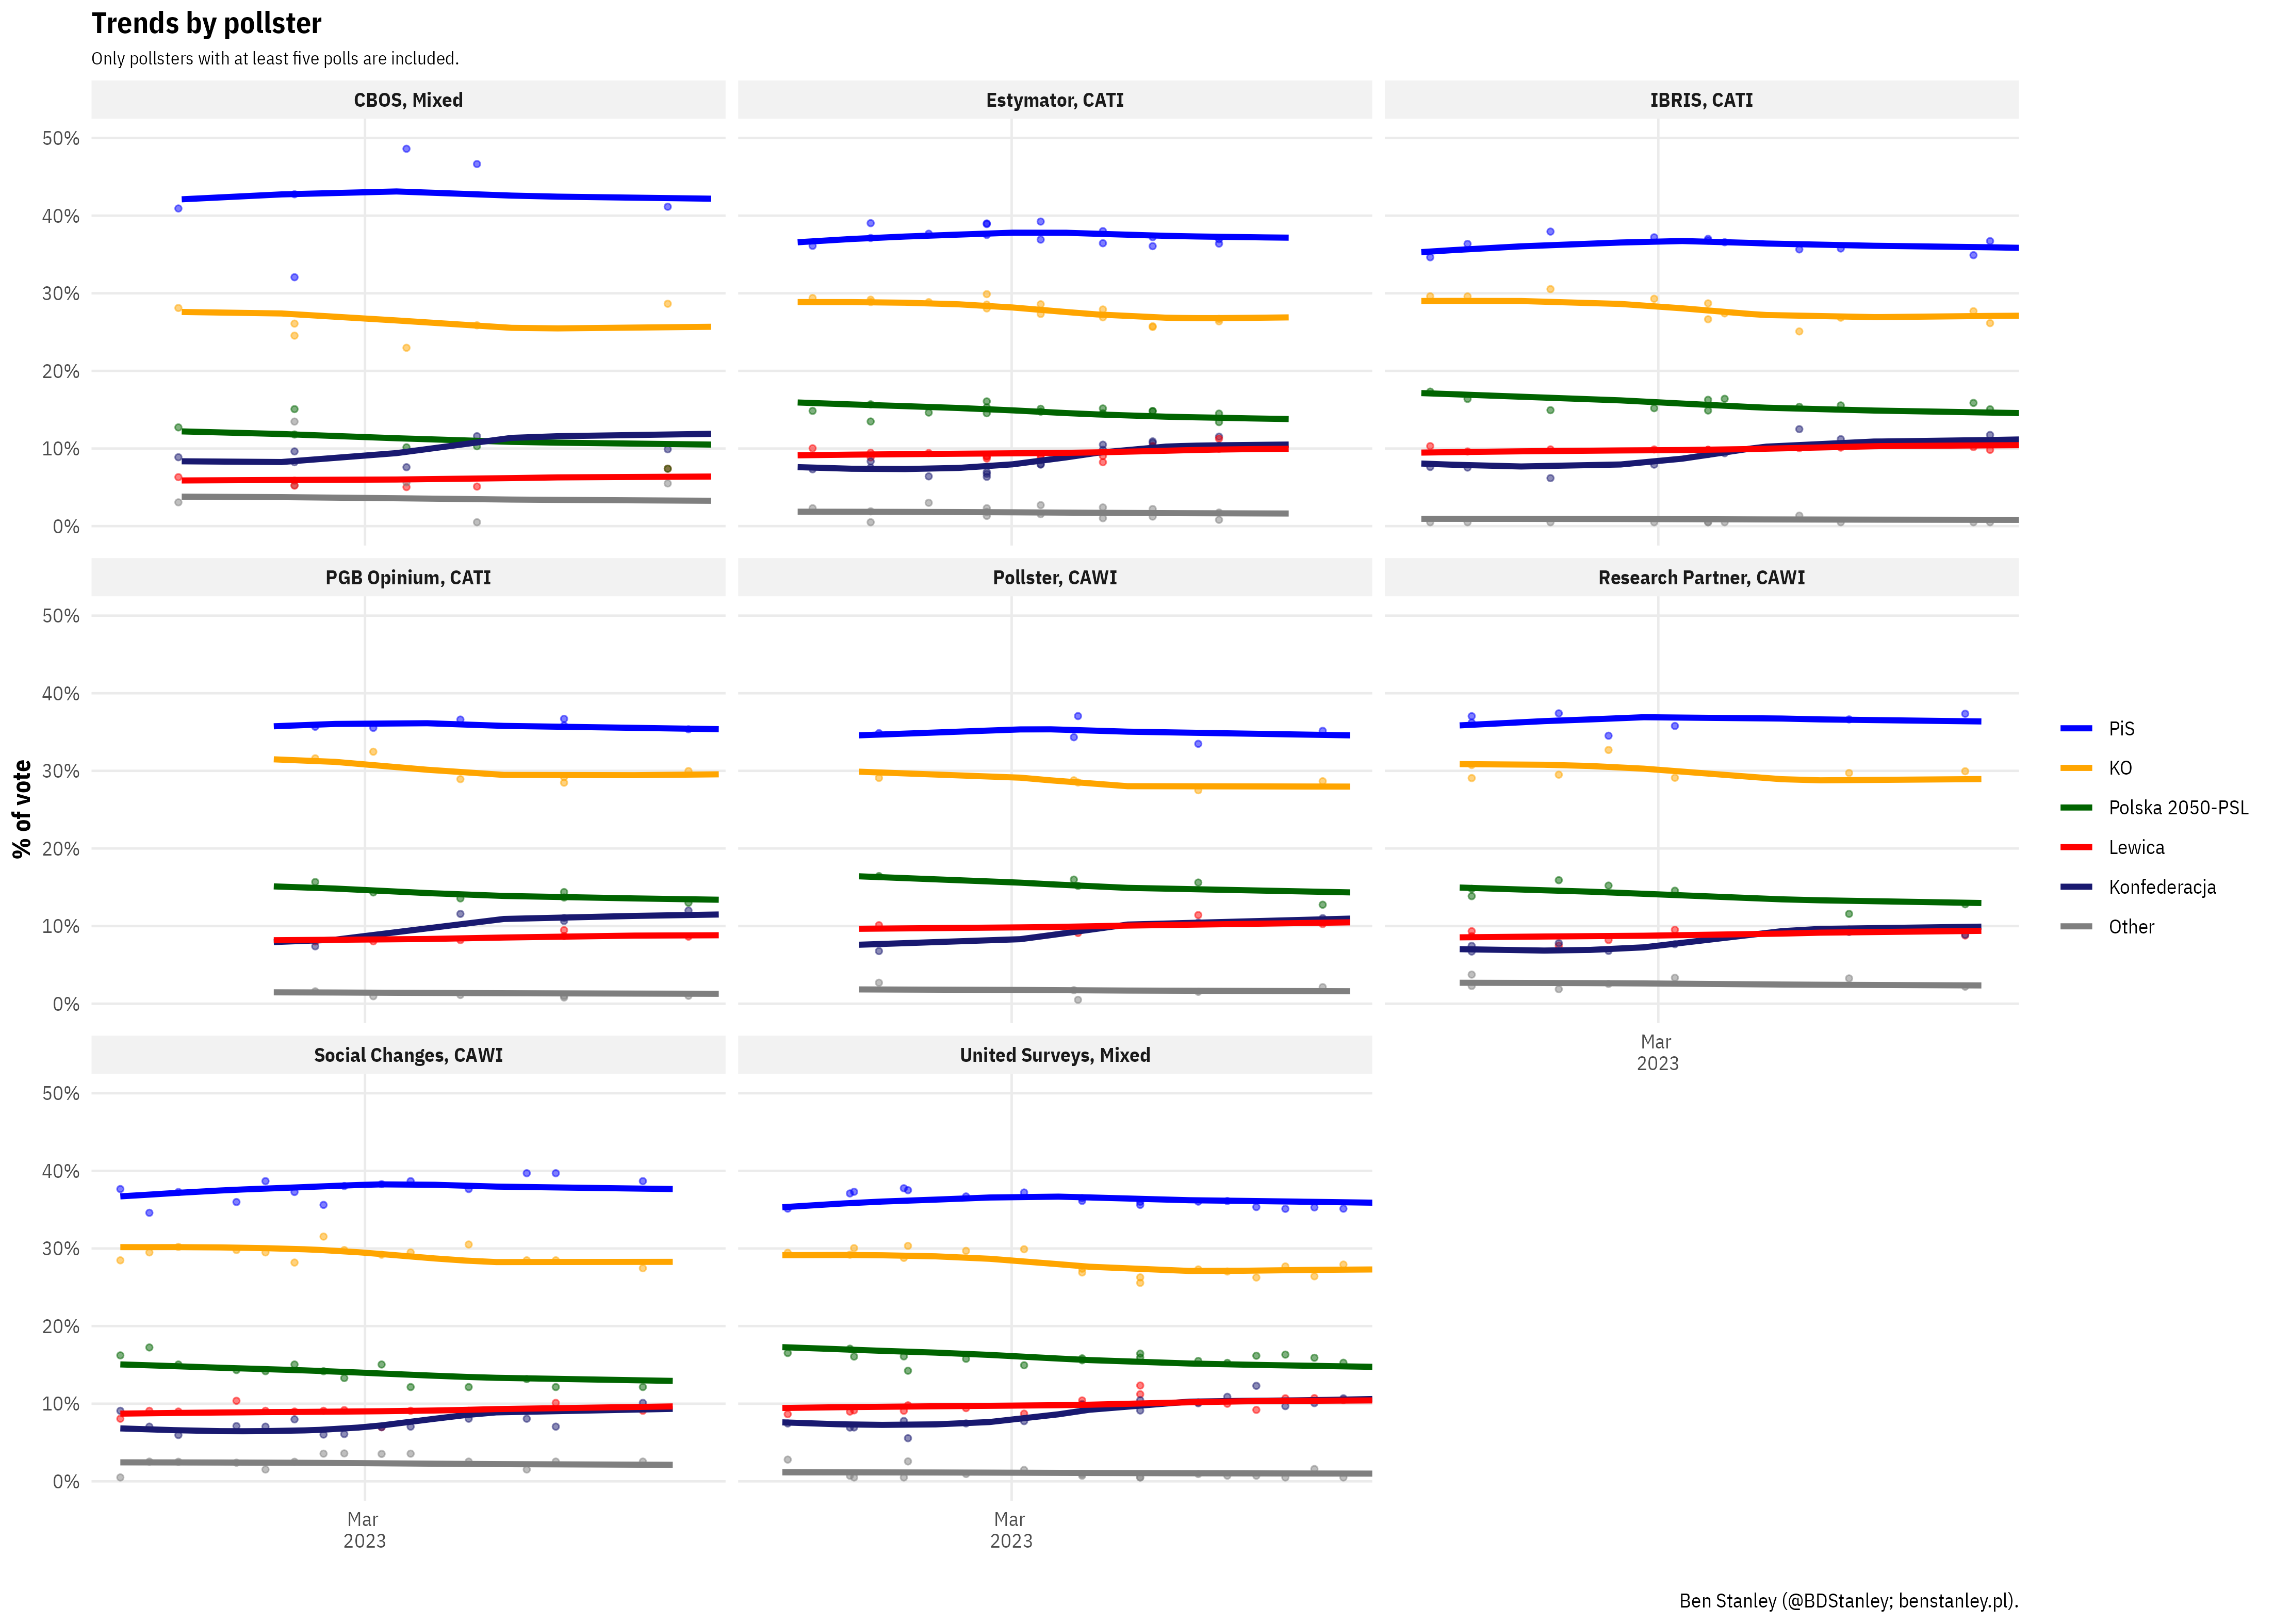 Trends by pollster
Only pollsters with at least five polls are included.
CBOS, Mixed
Estymator, CATI
IBRIS, CATI
50%
40%
30%
20%
10%
0%
PGB Opinium, CATI
Pollster, CAWI
Research Partner, CAWI
50%
40%
30%
20%
10%
0%
Mar
2023
Social Changes, CAWI
United Surveys, Mixed
50%
40%
30%
20%
10%
0%
Mar
2023
Mar
2023
% of vote
PiS
KO
Polska 2050-PSL
Lewica
Konfederacja
Other
Ben Stanley (@BDStanley; benstanley.pl).